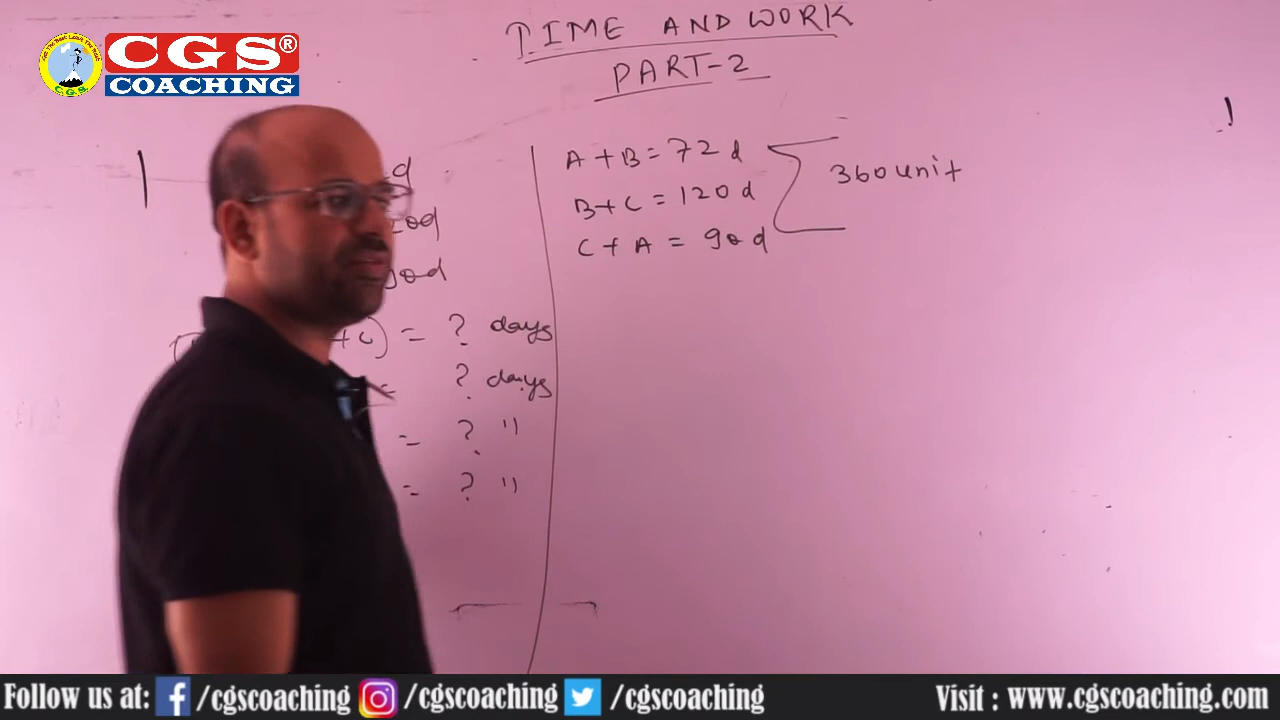 CGS®
COACHING
C.G.S.
TIME AND WORK
PART-2
A + B = 72 d
B + C = 120 d
C + A = 90 d
360 unit
d
90d
+ C) = ? days
= ? days
= ? "
= ? "
Follow us at: /cgscoaching /cgscoaching /cgscoaching
Visit : www.cgscoaching.com